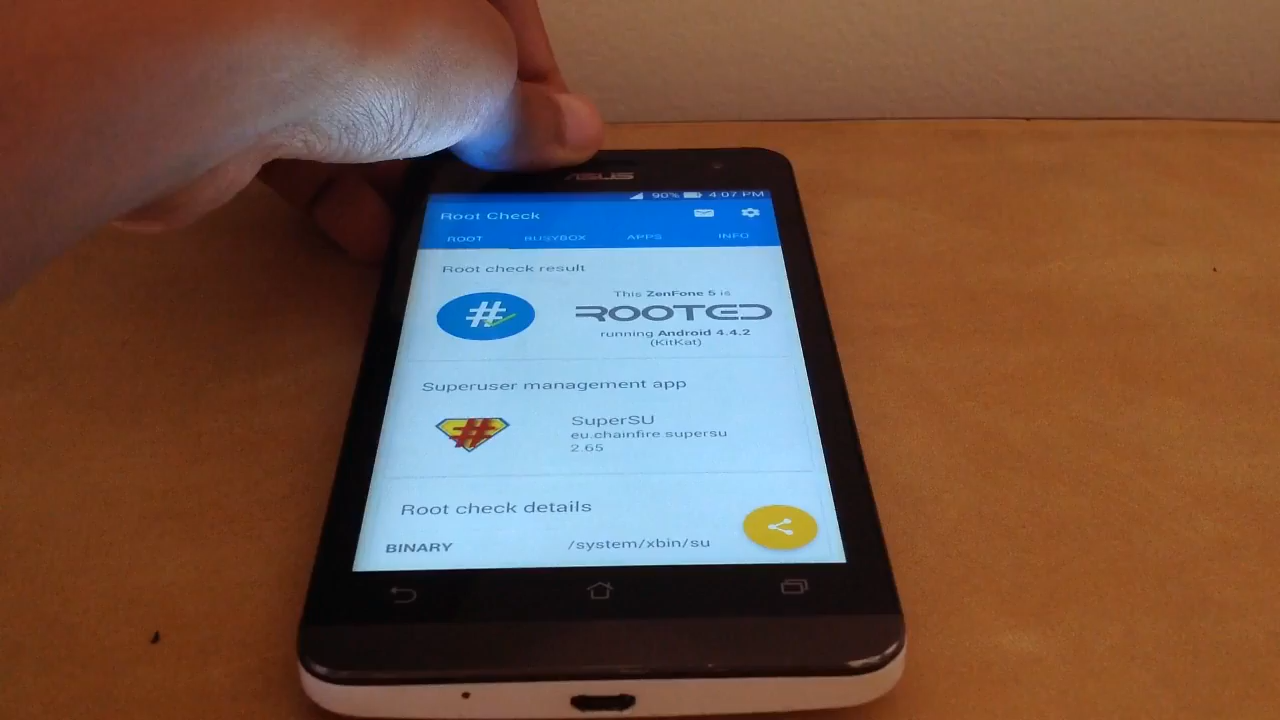 ASUS
90% 4:07 PM
Root Check
ROOT BUSYBOX APPS INFO
Root check result
This ZenFone 5 is
ROOTED
running Android 4.4.2
(KitKat)
Superuser management app
SuperSU
eu.chainfire supersu
2.65
Root check details
BINARY /system/xbin/su